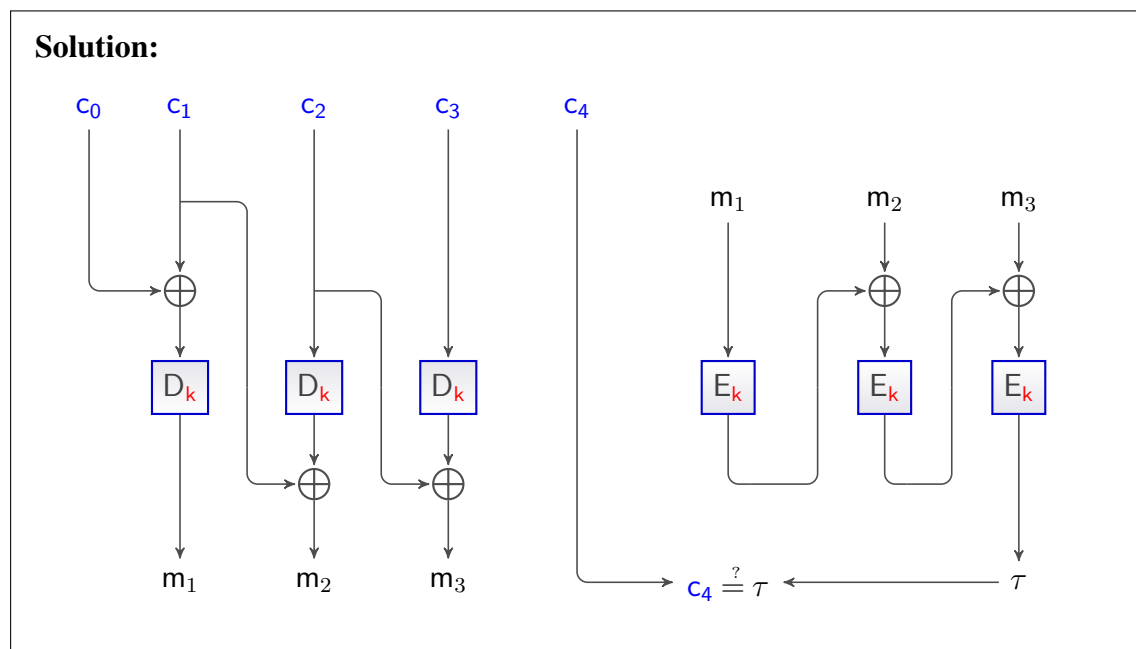 Solution:
c₀ c₁ c₂ c₃ c₄
m₁ m₂ m₃
Dₖ Dₖ Dₖ Eₖ Eₖ Eₖ
m₁ m₂ m₃ c₄ ≟ τ τ